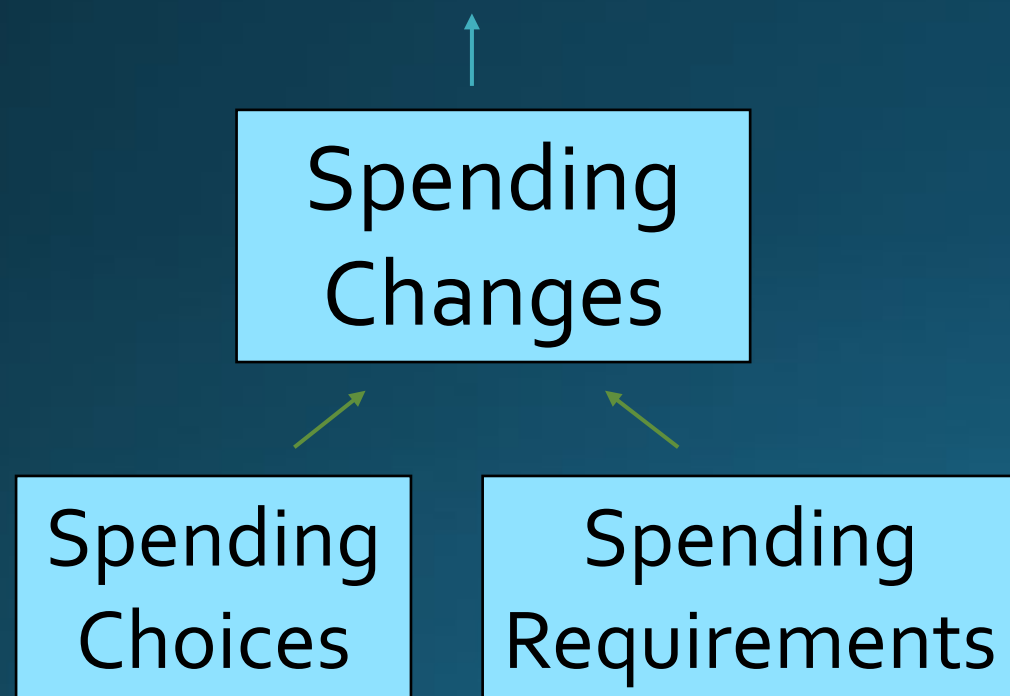 Spending
Changes
Spending
Choices
Spending
Requirements